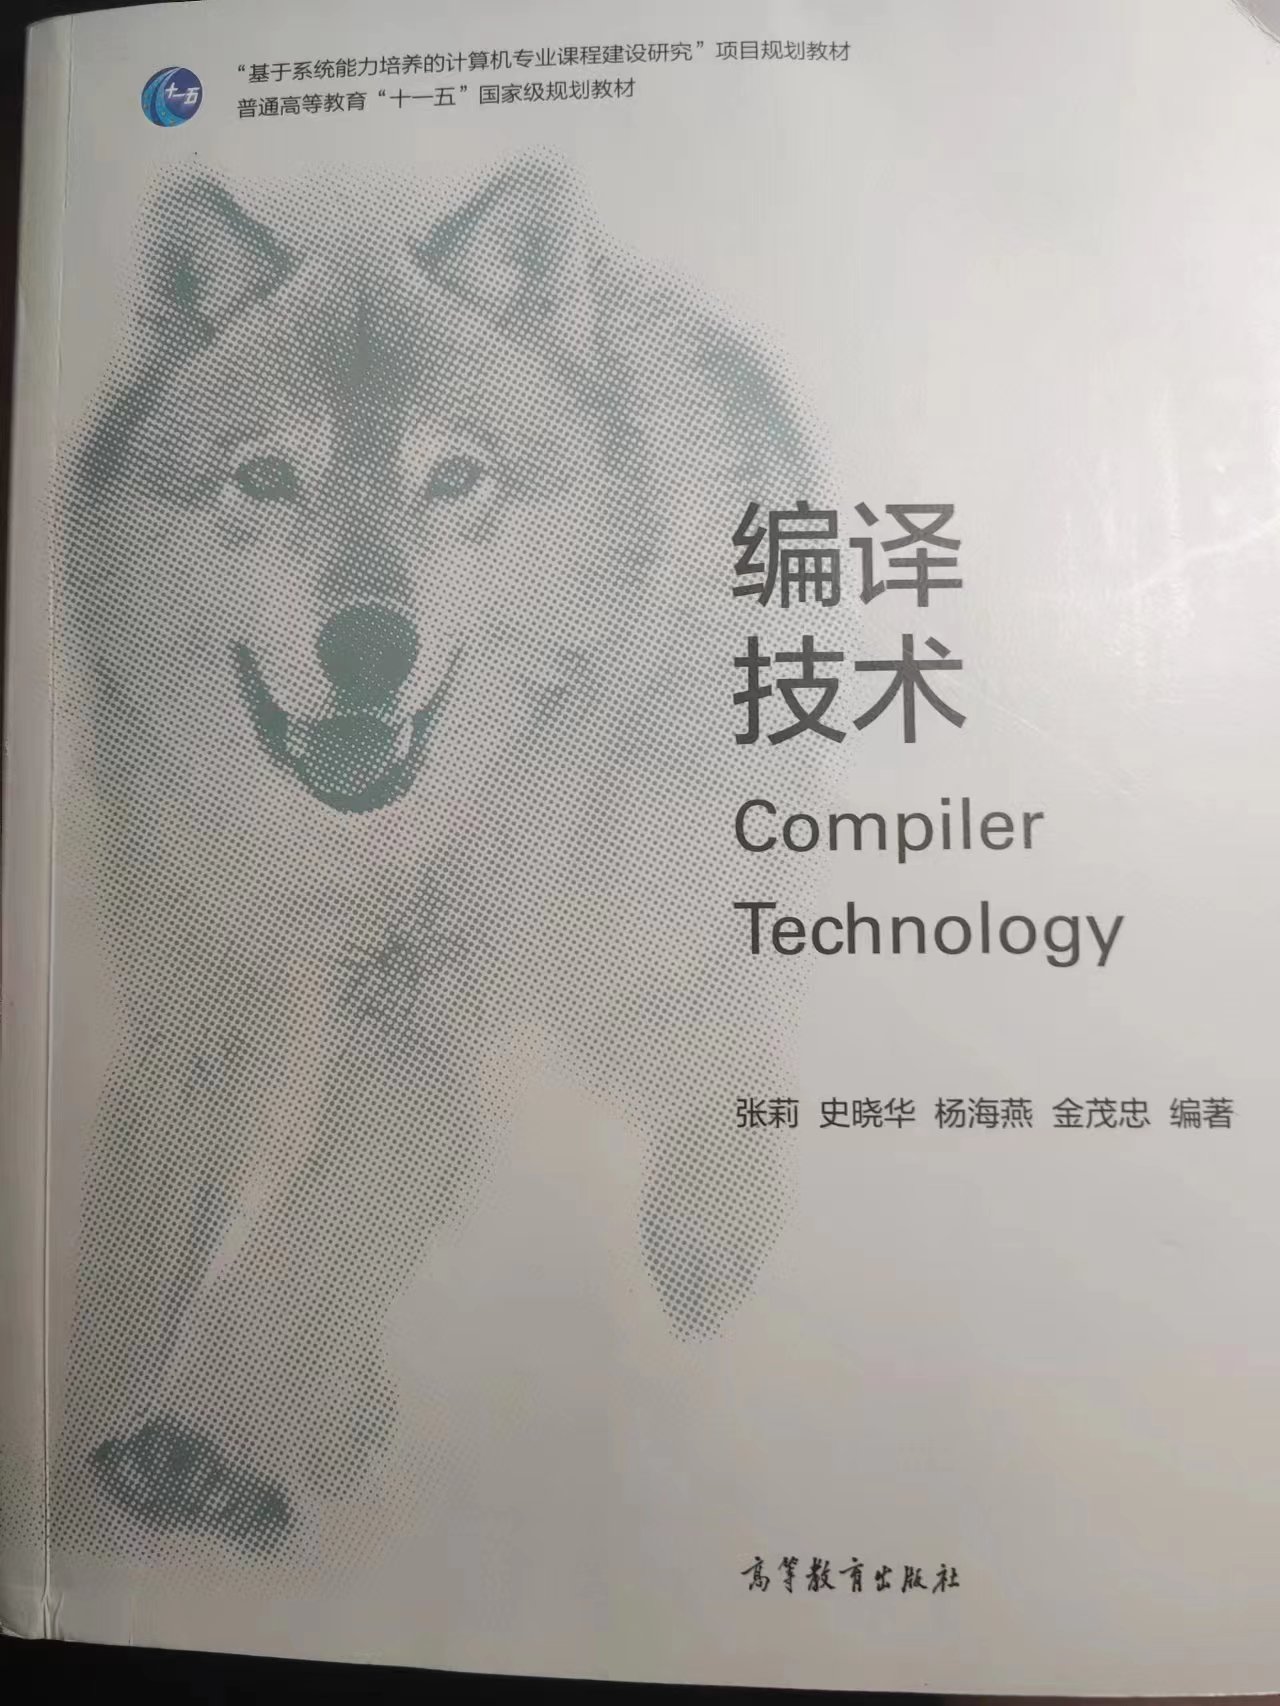 十一五
“基于系统能力培养的计算机专业课程建设研究”项目规划教材
普通高等教育“十一五”国家级规划教材
编译
技术
Compiler
Technology
张莉 史晓华 杨海燕 金茂忠 编著
高等教育出版社